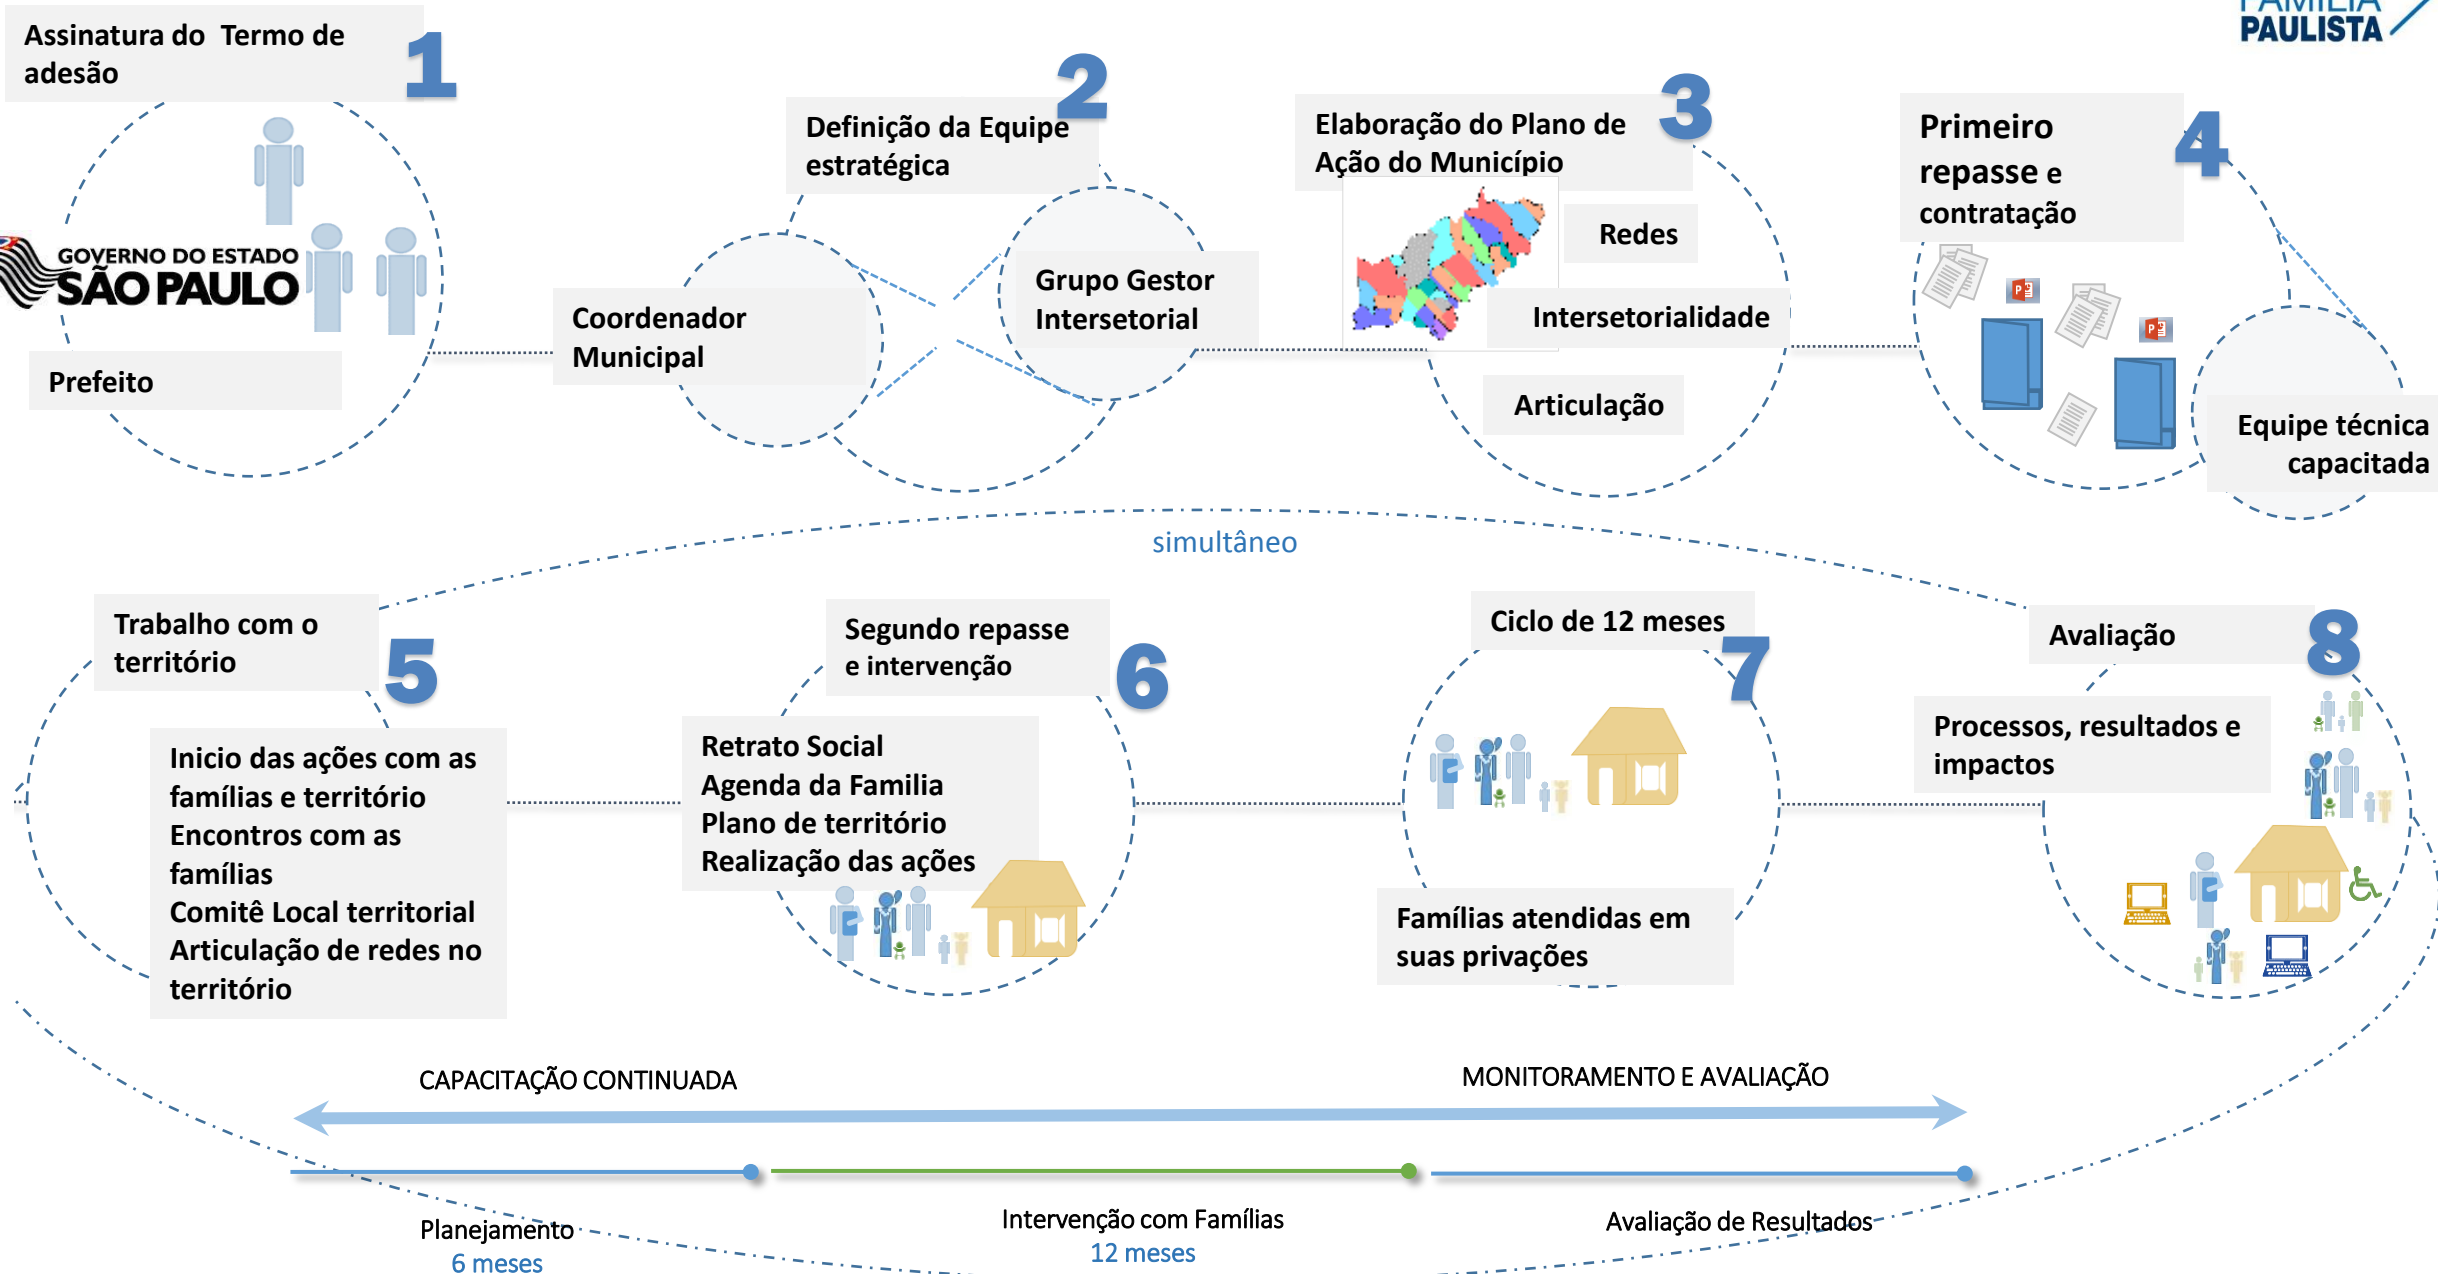 FAMÍLIA
PAULISTA
Assinatura do Termo de
adesão
1
GOVERNO DO ESTADO
SÃO PAULO
Prefeito
2
Definição da Equipe
estratégica
Coordenador
Municipal
Grupo Gestor
Intersetorial
3
Elaboração do Plano de
Ação do Município
Redes
Intersetorialidade
Articulação
4
Primeiro
repasse e
contratação
P
P
Equipe técnica
capacitada
simultâneo
Trabalho com o
território
5
Inicio das ações com as
famílias e território
Encontros com as
famílias
Comitê Local territorial
Articulação de redes no
território
Segundo repasse
e intervenção
6
Retrato Social
Agenda da Familia
Plano de território
Realização das ações
Ciclo de 12 meses
7
Famílias atendidas em
suas privações
Avaliação
8
Processos, resultados e
impactos
CAPACITAÇÃO CONTINUADA
MONITORAMENTO E AVALIAÇÃO
Planejamento
6 meses
Intervenção com Famílias
12 meses
Avaliação de Resultados